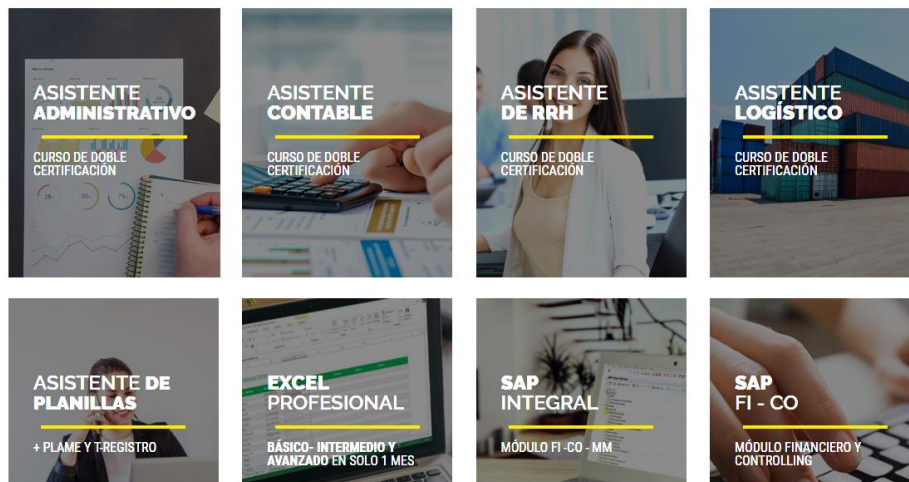 ASISTENTE
ADMINISTRATIVO
CURSO DE DOBLE
CERTIFICACIÓN
ASISTENTE
CONTABLE
CURSO DE DOBLE
CERTIFICACIÓN
ASISTENTE
DE RRH
CURSO DE DOBLE
CERTIFICACIÓN
ASISTENTE
LOGÍSTICO
CURSO DE DOBLE
CERTIFICACIÓN
ASISTENTE DE
PLANILLAS
+ PLAME Y T-REGISTRO
EXCEL
PROFESIONAL
BÁSICO- INTERMEDIO Y
AVANZADO EN SOLO 1 MES
SAP
INTEGRAL
MÓDULO FI -CO - MM
SAP
FI - CO
MÓDULO FINANCIERO Y
CONTROLLING